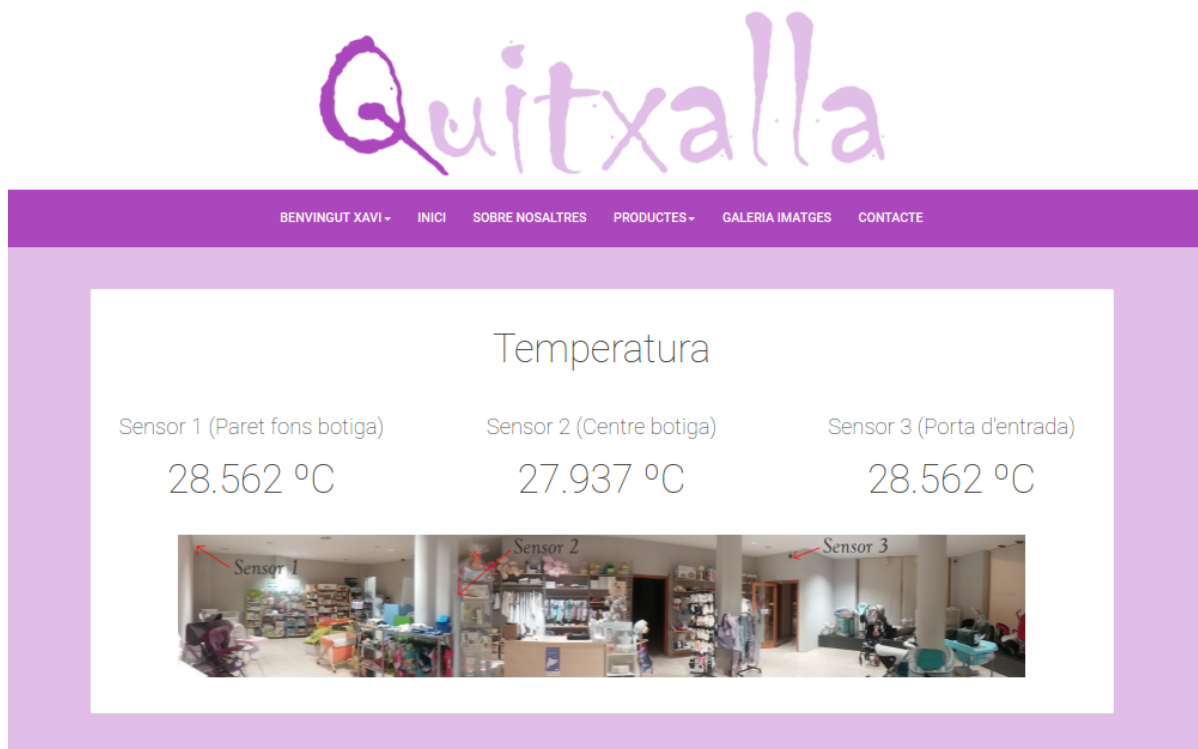 Quitxalla
BENVINGUT XAVI INICI SOBRE NOSALTRES PRODUCTES GALERIA IMATGES CONTACTE
Temperatura
Sensor 1 (Paret fons botiga) Sensor 2 (Centre botiga) Sensor 3 (Porta d'entrada)
28.562 ºC 27.937 ºC 28.562 ºC
Sensor 1 Sensor 2 Sensor 3